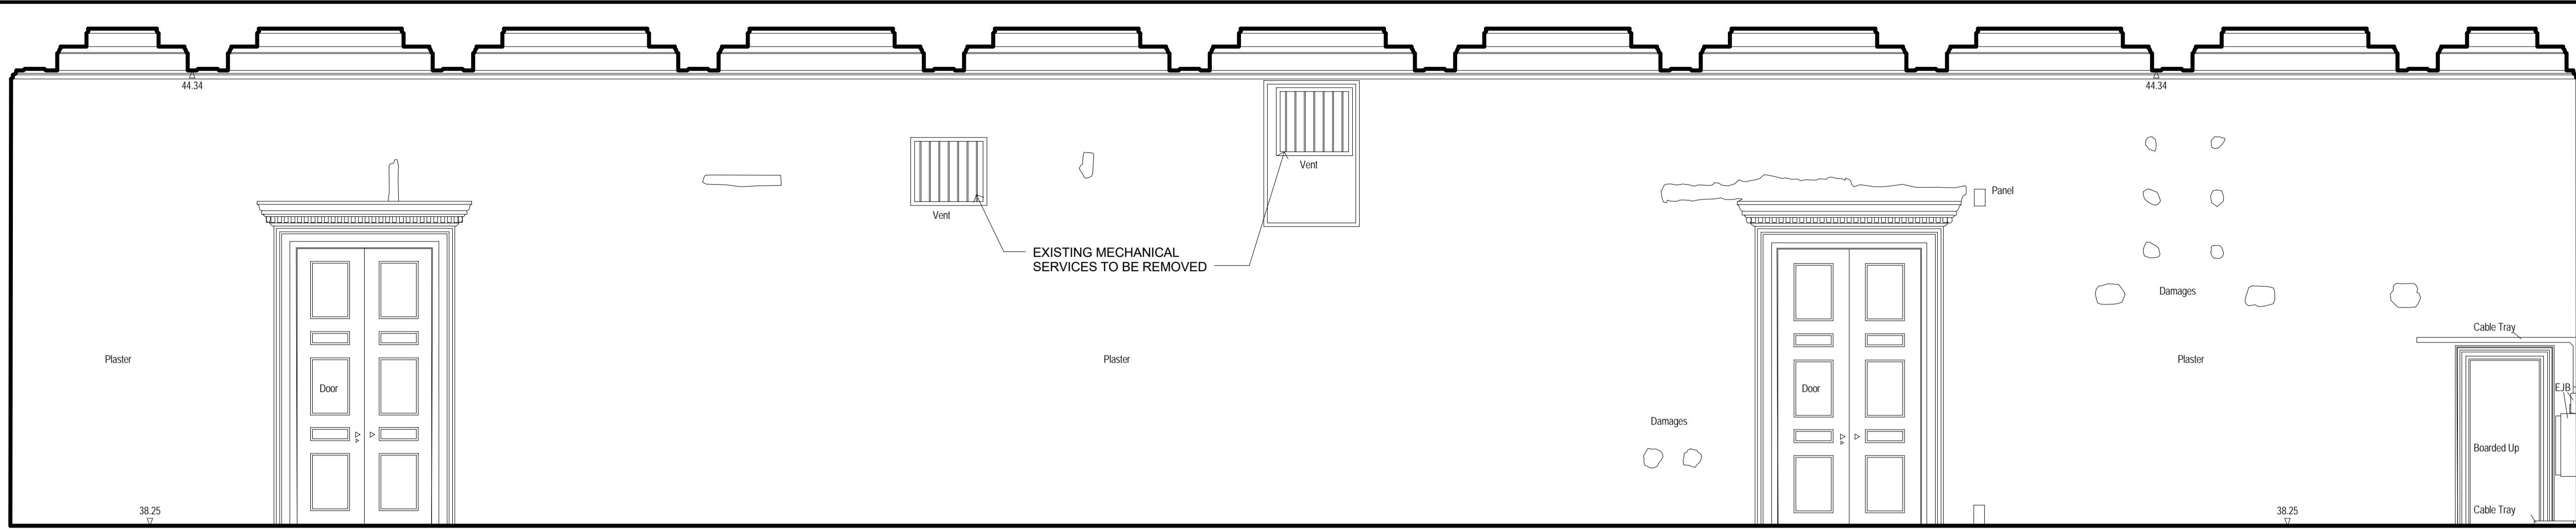 44.34
44.34
Vent
Panel
Vent
EXISTING MECHANICAL
SERVICES TO BE REMOVED
Damages
Cable Tray
Plaster
Plaster
Plaster
Door
Door
EJB
Damages
Boarded Up
38.25
38.25
Cable Tray